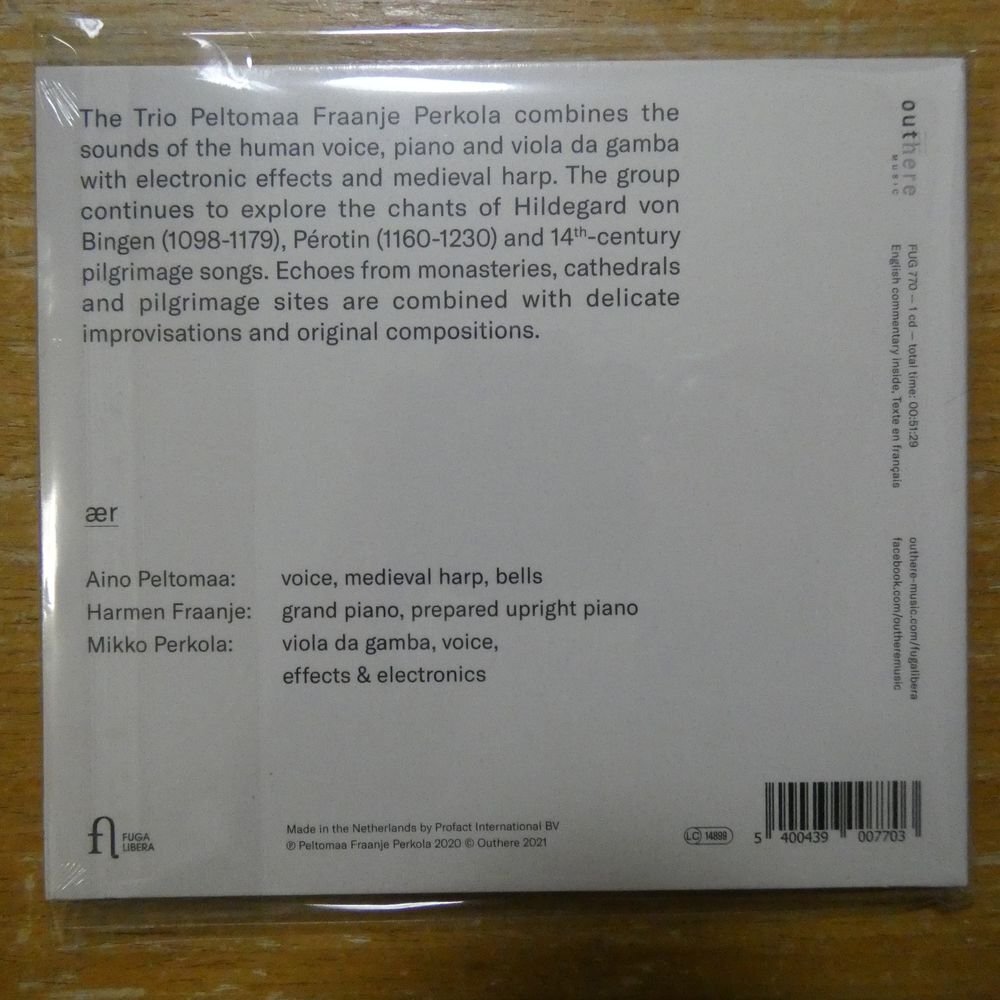 The Trio Peltomaa Fraanje Perkola combines the
sounds of the human voice, piano and viola da gamba
with electronic effects and medieval harp. The group
continues to explore the chants of Hildegard von
Bingen (1098-1179), Pérotin (1160-1230) and 14th-century
pilgrimage songs. Echoes from monasteries, cathedrals
and pilgrimage sites are combined with delicate
improvisations and original compositions.
ær
Aino Peltomaa: voice, medieval harp, bells
Harmen Fraanje: grand piano, prepared upright piano
Mikko Perkola: viola da gamba, voice,
effects & electronics
fl FUGA
LIBERA
Made in the Netherlands by Profact International BV
℗ Peltomaa Fraanje Perkola 2020 © Outhere 2021
LC 14899
5 400439 007703
outhere
MUSIC
FUG 770 – 1 cd – total time: 00:51:29
English commentary inside, Texte en français
outhere-music.com/fugalibera
facebook.com/outheremusic